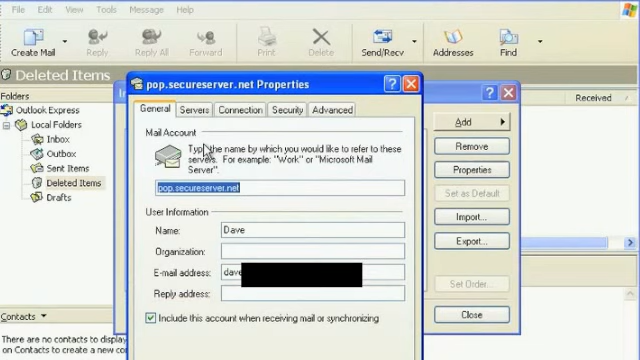 File Edit View Tools Message Help
Create Mail Reply Reply All Forward Print Delete Send/Recv Addresses Find
Deleted Items
Folders
Received
Outlook Express
Local Folders
Inbox
Outbox
Sent Items
Deleted Items
Drafts
pop.secureserver.net Properties
General Servers Connection Security Advanced
Mail Account
Type the name by which you would like to refer to these
servers. For example: "Work" or "Microsoft Mail
Server".
pop.secureserver.net
User Information
Name: Dave
Organization:
E-mail address: dave
Reply address:
Include this account when receiving mail or synchronizing
Add
Remove
Properties
Set as Default
Import...
Export...
Set Order...
Close
Contacts
There are no contacts to display
on Contacts to create a new con